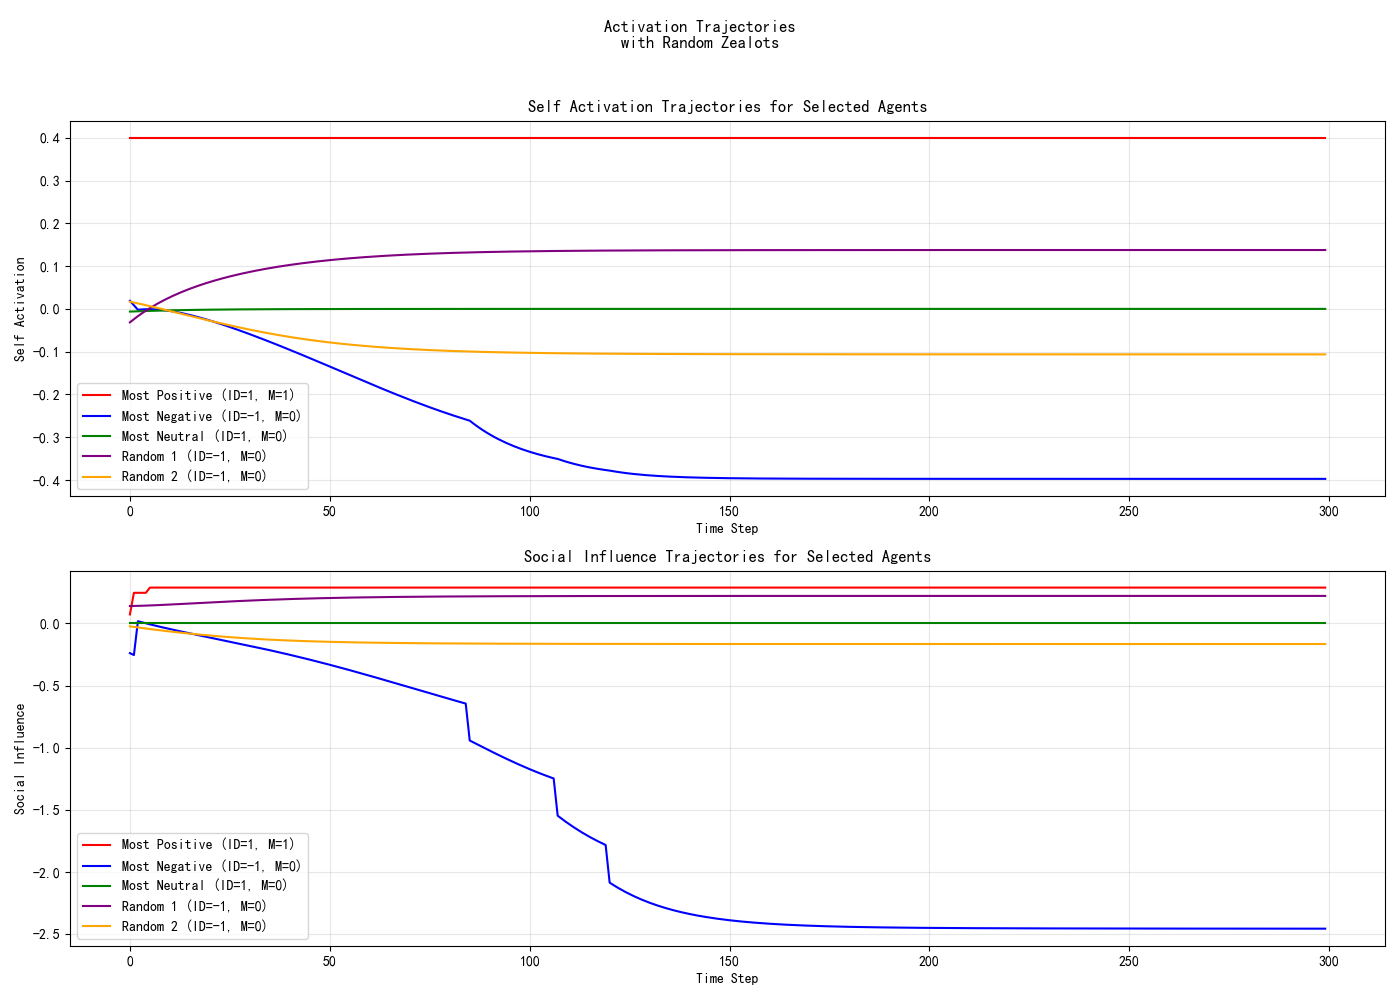 Activation Trajectories
with Random Zealots
Self Activation Trajectories for Selected Agents
0.4
0.3
0.2
0.1
0.0
−0.1
−0.2
−0.3
−0.4
Self Activation
Most Positive (ID=1, M=1)
Most Negative (ID=-1, M=0)
Most Neutral (ID=1, M=0)
Random 1 (ID=-1, M=0)
Random 2 (ID=-1, M=0)
0 50 100 150 200 250 300
Time Step
Social Influence Trajectories for Selected Agents
0.0
−0.5
−1.0
−1.5
−2.0
−2.5
Social Influence
Most Positive (ID=1, M=1)
Most Negative (ID=-1, M=0)
Most Neutral (ID=1, M=0)
Random 1 (ID=-1, M=0)
Random 2 (ID=-1, M=0)
0 50 100 150 200 250 300
Time Step